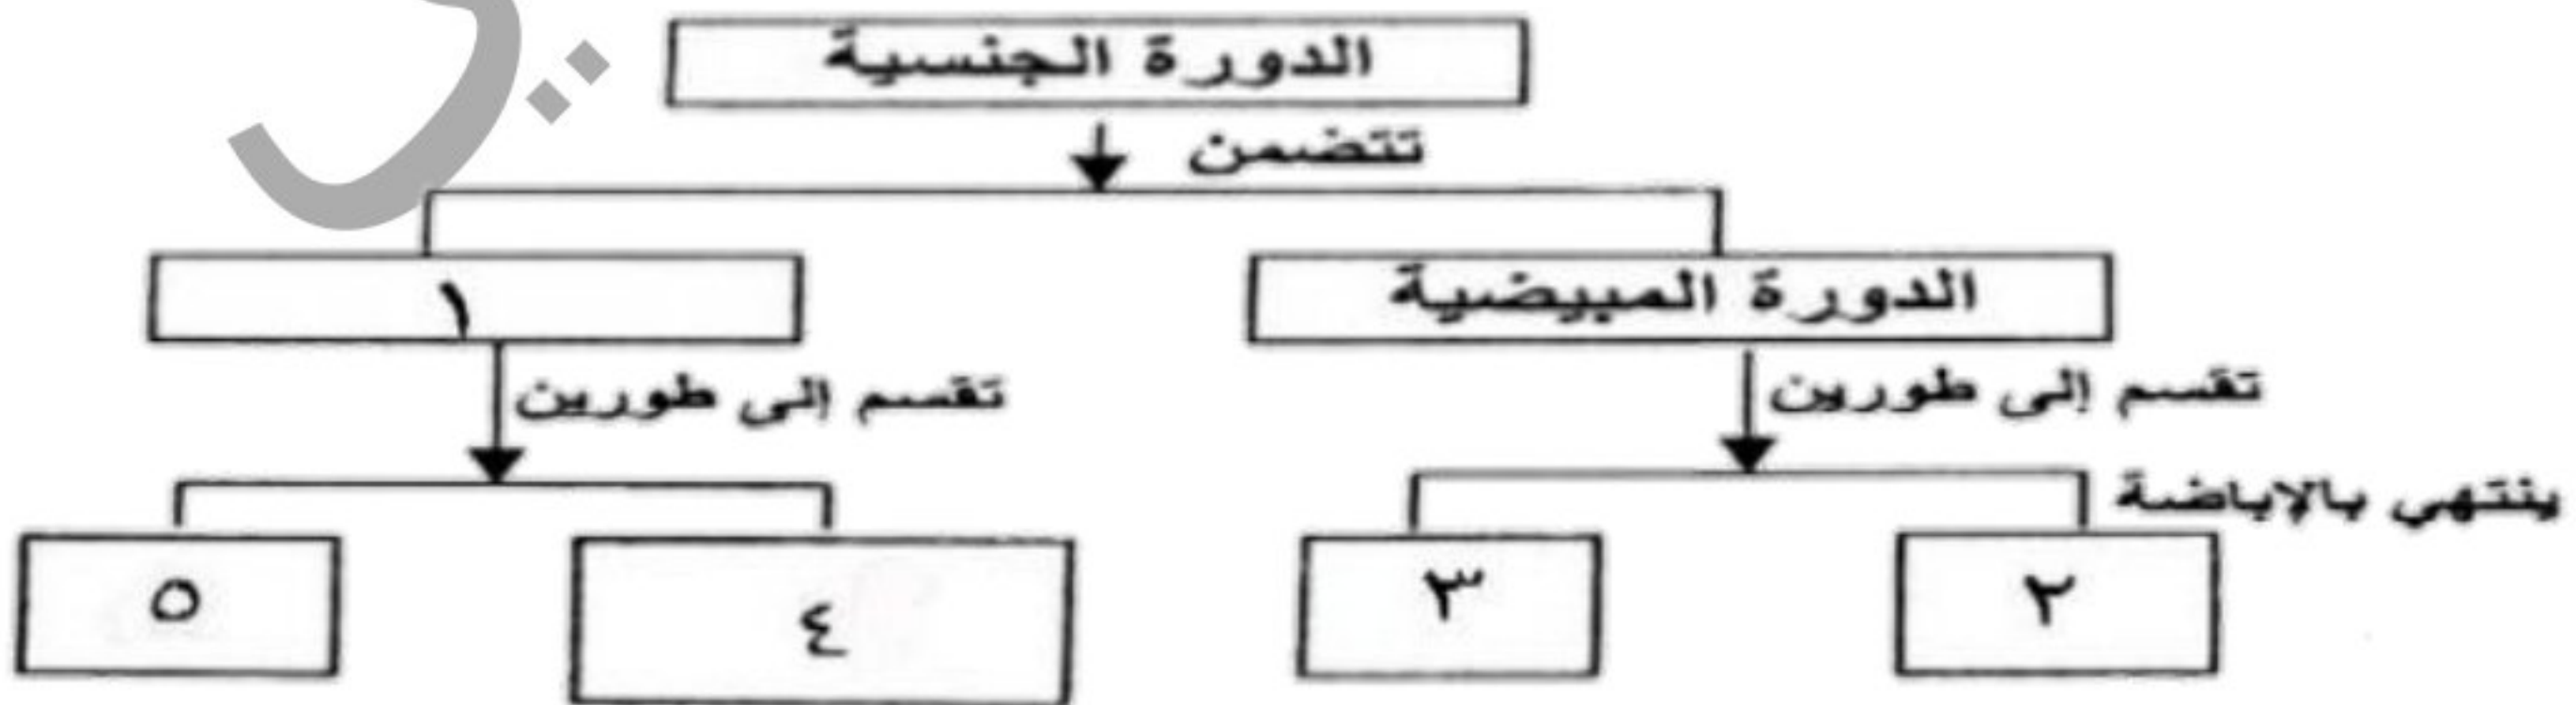 الدورة الجنسية
تتضمن
الدورة المبيضية
١
تقسم إلى طورين
تقسم إلى طورين
ينتهي بالإباضة
٢
٣
٤
٥